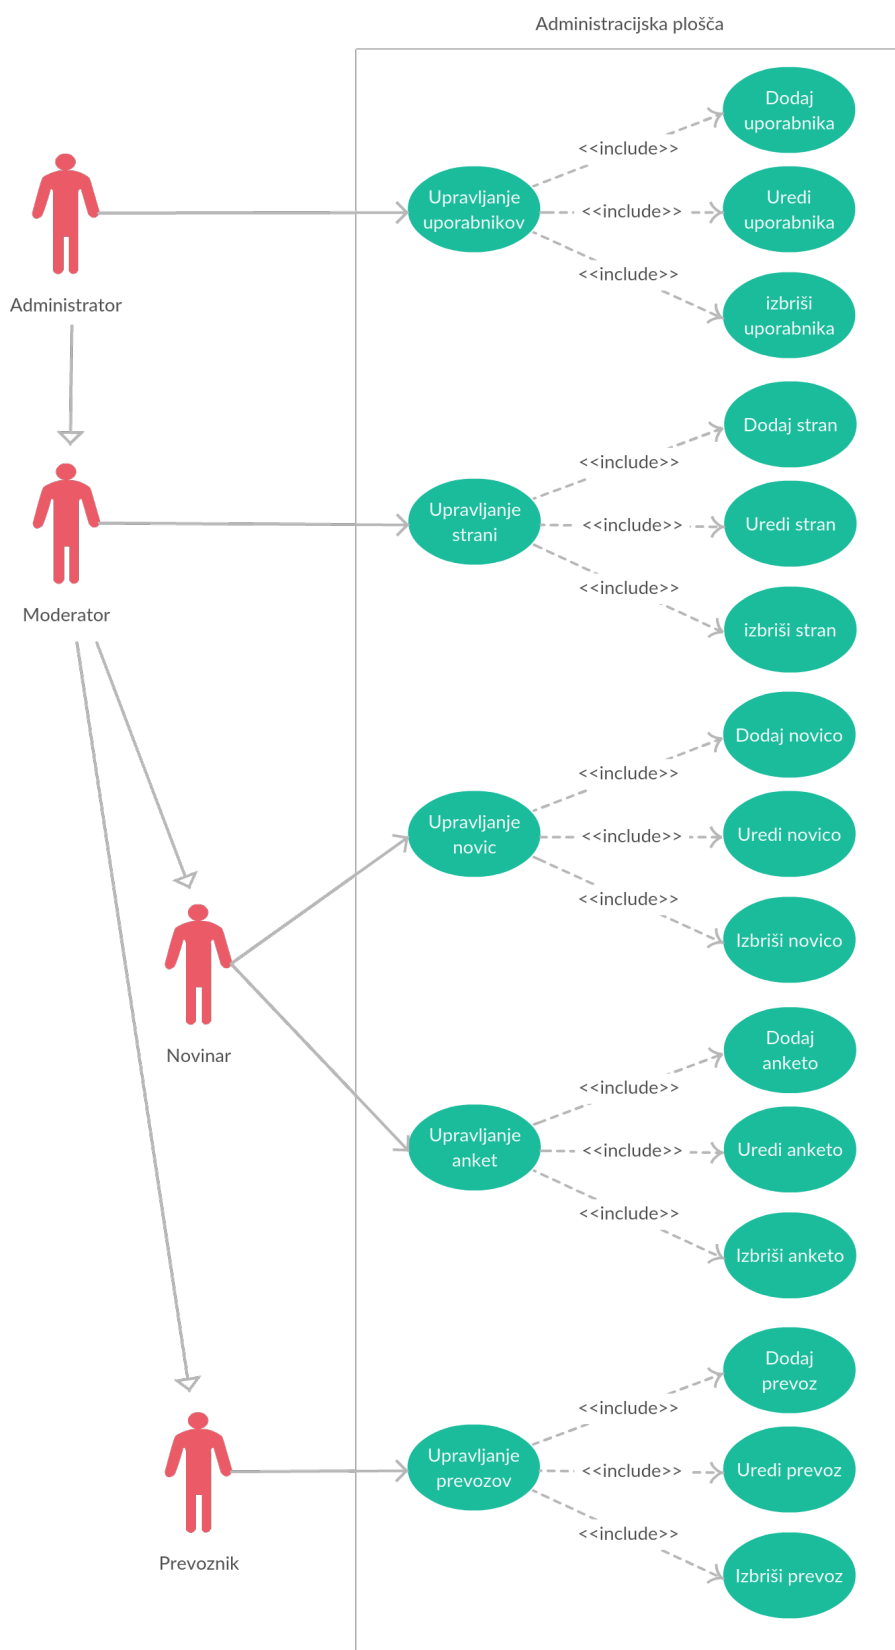 Administracijska plošča
Dodaj
uporabnika
<<include>>
Upravljanje
uporabnikov
<<include>>
Uredi
uporabnika
<<include>>
izbriši
uporabnika
Administrator
Dodaj stran
<<include>>
Upravljanje
strani
<<include>>
Uredi stran
<<include>>
izbriši stran
Moderator
Dodaj novico
<<include>>
Upravljanje
novic
<<include>>
Uredi novico
<<include>>
Izbriši novico
Novinar
Dodaj
anketo
<<include>>
Upravljanje
anket
<<include>>
Uredi anketo
<<include>>
Izbriši anketo
Dodaj
prevoz
<<include>>
Upravljanje
prevozov
<<include>>
Uredi prevoz
<<include>>
Izbriši prevoz
Prevoznik